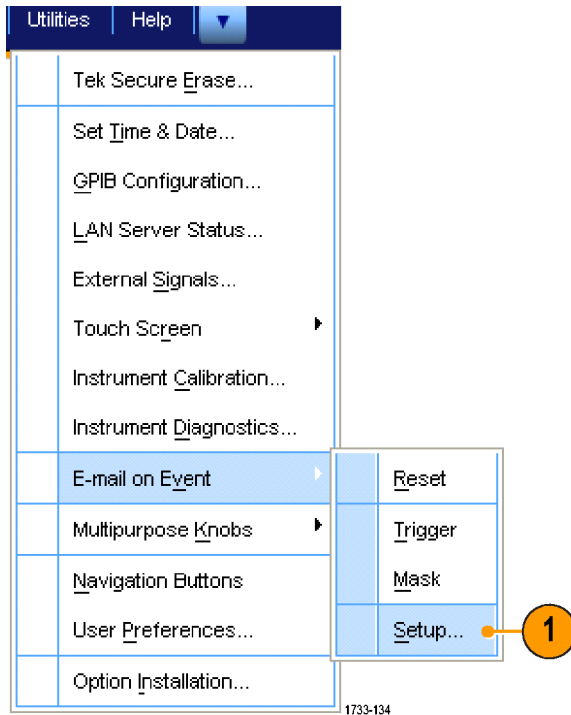 Utilities Help
Tek Secure Erase...
Set Time & Date...
GPIB Configuration...
LAN Server Status...
External Signals...
Touch Screen
Instrument Calibration...
Instrument Diagnostics...
E-mail on Event
Reset
Multipurpose Knobs
Trigger
Navigation Buttons
Mask
User Preferences...
Setup...
1
Option Installation...
1733-134